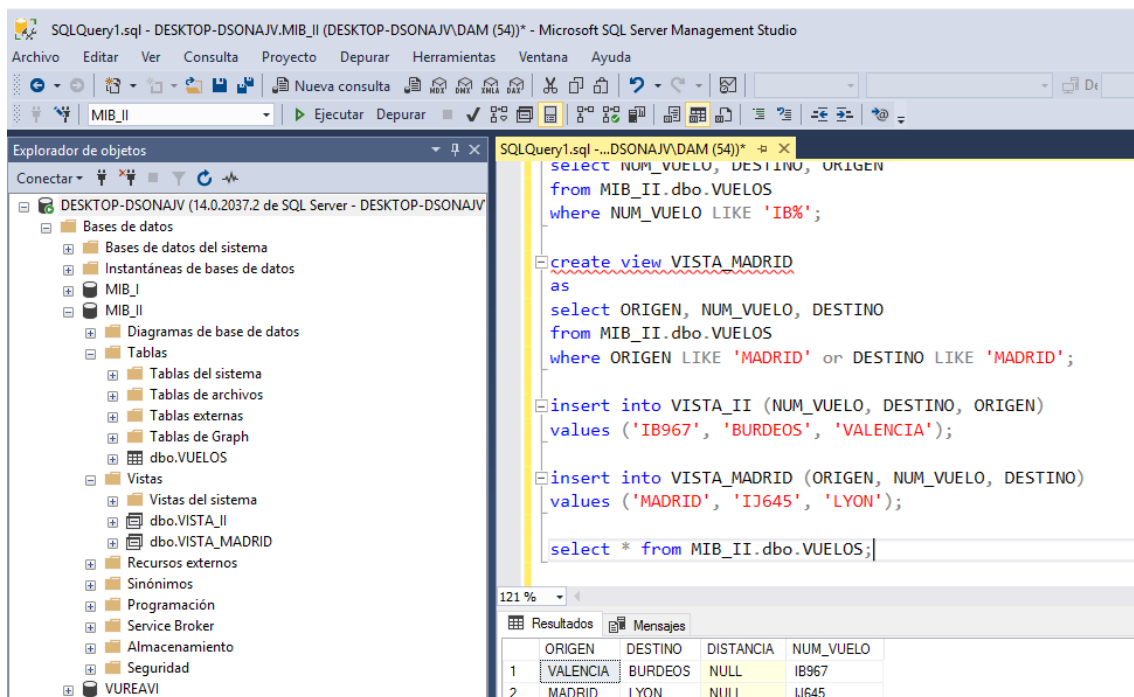 SQLQuery1.sql - DESKTOP-DSONAJV.MIB_II (DESKTOP-DSONAJV\DAM (54))* - Microsoft SQL Server Management Studio
Archivo Editar Ver Consulta Proyecto Depurar Herramientas Ventana Ayuda
Nueva consulta MDX DMX XMLA DAX
MIB_II Ejecutar Depurar
Explorador de objetos
Conectar
DESKTOP-DSONAJV (14.0.2037.2 de SQL Server - DESKTOP-DSONAJV
Bases de datos
Bases de datos del sistema
Instantáneas de bases de datos
MIB_I
MIB_II
Diagramas de base de datos
Tablas
Tablas del sistema
Tablas de archivos
Tablas externas
Tablas de Graph
dbo.VUELOS
Vistas
Vistas del sistema
dbo.VISTA_II
dbo.VISTA_MADRID
Recursos externos
Sinónimos
Programación
Service Broker
Almacenamiento
Seguridad
VUREAVI
SQLQuery1.sql -...DSONAJV\DAM (54))*
select NUM_VUELO, DESTINO, ORIGEN
from MIB_II.dbo.VUELOS
where NUM_VUELO LIKE 'IB%';
create view VISTA_MADRID
as
select ORIGEN, NUM_VUELO, DESTINO
from MIB_II.dbo.VUELOS
where ORIGEN LIKE 'MADRID' or DESTINO LIKE 'MADRID';
insert into VISTA_II (NUM_VUELO, DESTINO, ORIGEN)
values ('IB967', 'BURDEOS', 'VALENCIA');
insert into VISTA_MADRID (ORIGEN, NUM_VUELO, DESTINO)
values ('MADRID', 'IJ645', 'LYON');
select * from MIB_II.dbo.VUELOS;
121 %
Resultados Mensajes
ORIGEN DESTINO DISTANCIA NUM_VUELO
1 VALENCIA BURDEOS NULL IB967
2 MADRID LYON NULL IJ645